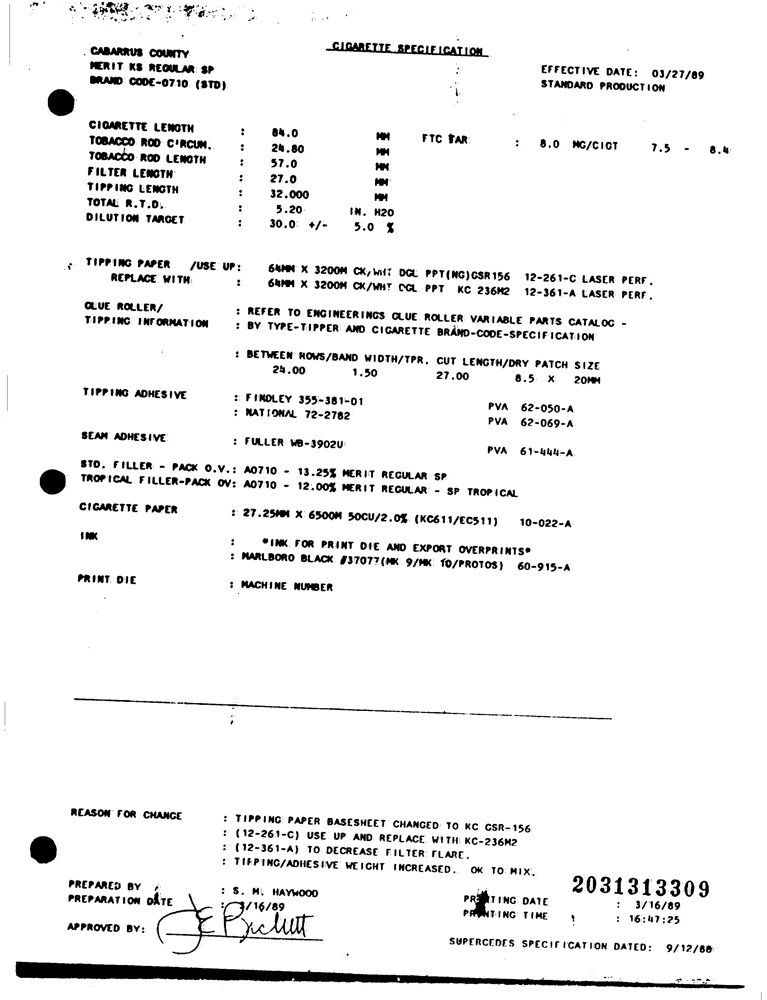 CIGARETTE SPECIFICATION
CABARRUS COUNTY
MERIT KS REGULAR SP
BRAND CODE-0710 (STD)
EFFECTIVE DATE: 03/27/89
STANDARD PRODUCTION
CIGARETTE LENGTH : 84.0 MM FTC TAR : 8.0 MG/CIGT 7.5 - 8.4
TOBACCO ROD CIRCUM. : 24.80 MM
TOBACCO ROD LENGTH : 57.0 MM
FILTER LENGTH : 27.0 MM
TIPPING LENGTH : 32.000 MM
TOTAL R.T.D. : 5.20 IN. H2O
DILUTION TARGET : 30.0 +/- 5.0 %
TIPPING PAPER /USE UP: 64MM X 3200M CK/WHT DGL PPT(NG)GSR156 12-261-C LASER PERF.
REPLACE WITH : 64MM X 3200M CK/WHT DGL PPT KC 236M2 12-361-A LASER PERF.
GLUE ROLLER/ : REFER TO ENGINEERINGS GLUE ROLLER VARIABLE PARTS CATALOG -
TIPPING INFORMATION : BY TYPE-TIPPER AND CIGARETTE BRAND-CODE-SPECIFICATION
: BETWEEN ROWS/BAND WIDTH/TPR. CUT LENGTH/DRY PATCH SIZE
24.00 1.50 27.00 8.5 X 20MM
TIPPING ADHESIVE : FINDLEY 355-381-01 PVA 62-050-A
: NATIONAL 72-2782 PVA 62-069-A
SEAM ADHESIVE : FULLER WB-3902U PVA 61-444-A
STD. FILLER - PACK O.V.: A0710 - 13.25% MERIT REGULAR SP
TROPICAL FILLER-PACK OV: A0710 - 12.00% MERIT REGULAR - SP TROPICAL
CIGARETTE PAPER : 27.25MM X 6500M 50CU/2.0% (KC611/EC511) 10-022-A
INK : *INK FOR PRINT DIE AND EXPORT OVERPRINTS*
: MARLBORO BLACK #37077(MK 9/MK 10/PROTOS) 60-915-A
PRINT DIE : MACHINE NUMBER
REASON FOR CHANGE : TIPPING PAPER BASESHEET CHANGED TO KC GSR-156
: (12-261-C) USE UP AND REPLACE WITH KC-236M2
: (12-361-A) TO DECREASE FILTER FLARE.
: TIPPING/ADHESIVE WEIGHT INCREASED. OK TO MIX.
PREPARED BY : S. M. HAYWOOD
PREPARATION DATE : 3/16/89
APPROVED BY:
2031313309
PRINTING DATE : 3/16/89
PRINTING TIME : 16:47:25
SUPERCEDES SPECIFICATION DATED: 9/12/88